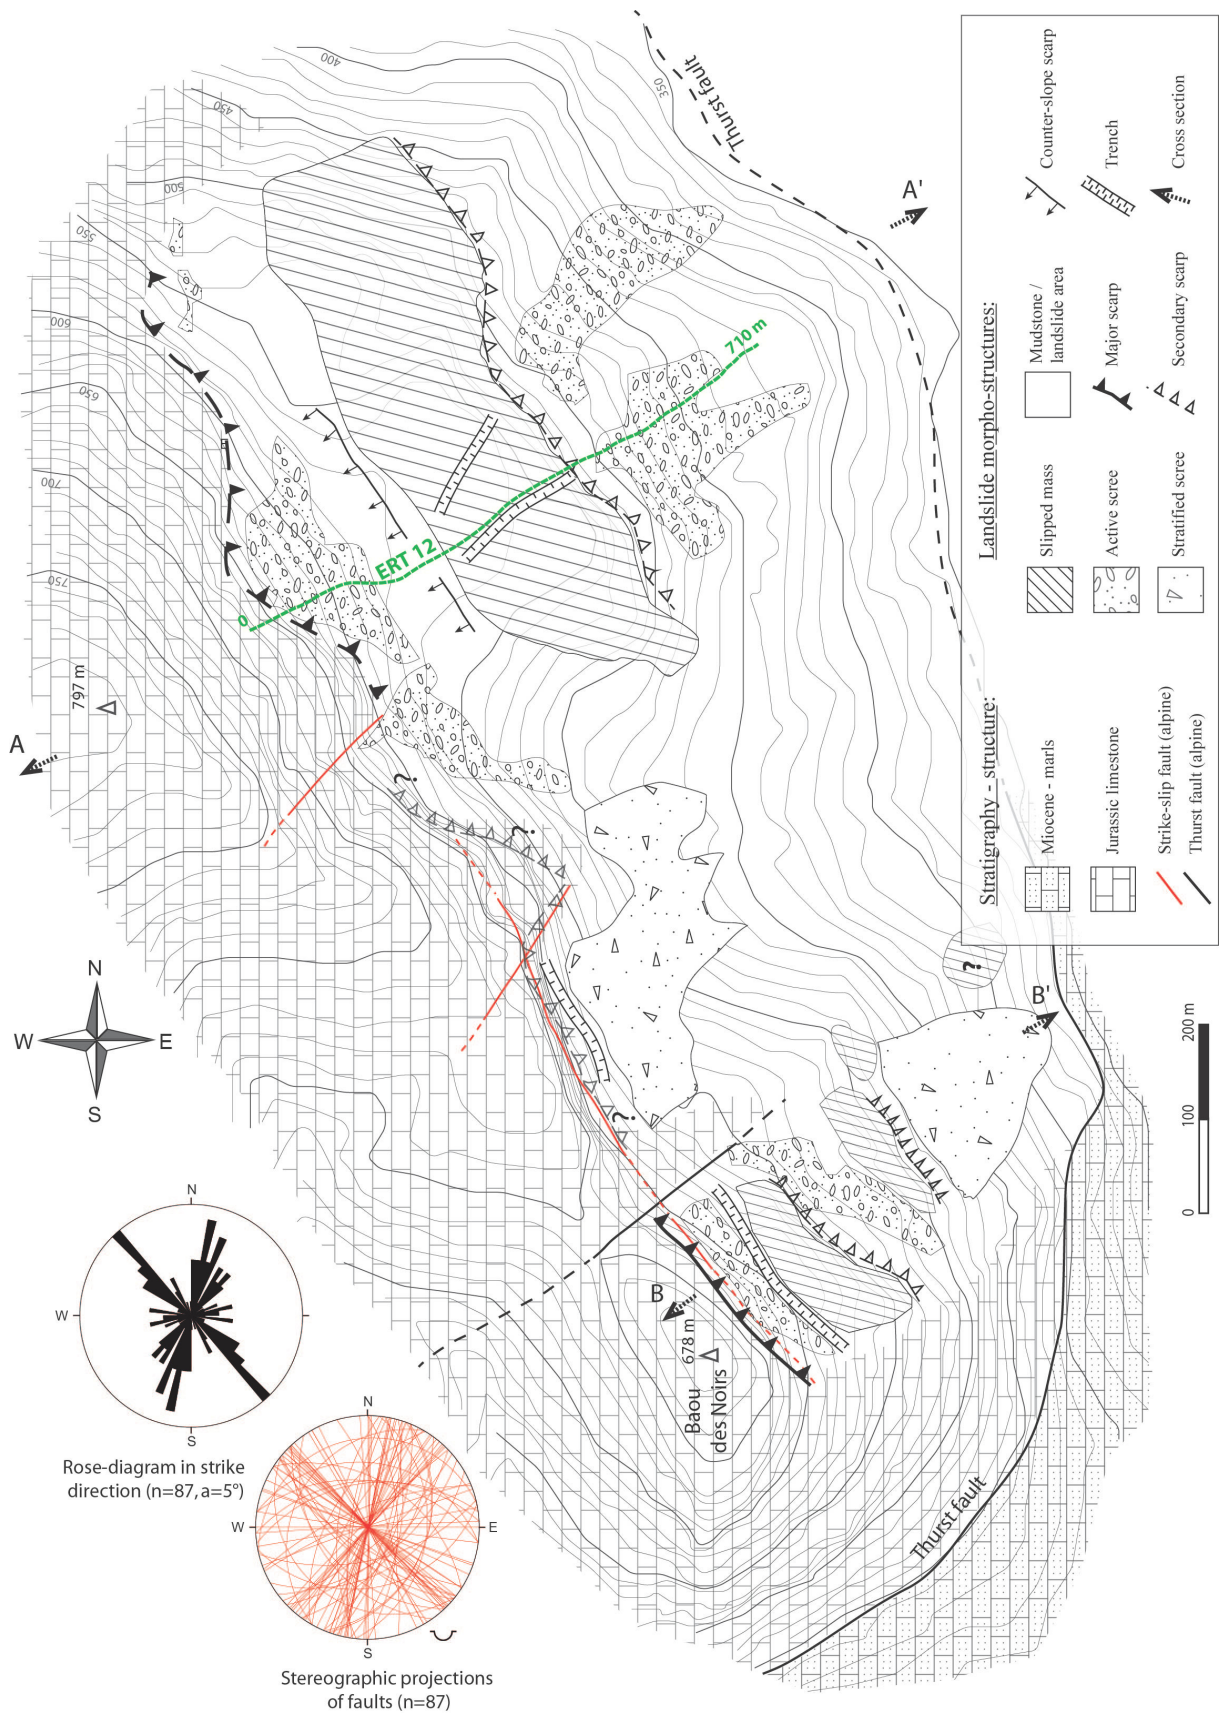 400
450
500
550
600
650
700
750
350
Thurst fault
797 m
A
A'
0
ERT 12
710 m
N
W
E
S
B
B'
678 m
Baou
des Noirs
Thurst fault
?
?
?
?
0
100
200 m
N
W
S
Rose-diagram in strike
direction (n=87, a=5°)
N
W
E
S
Stereographic projections
of faults (n=87)
Stratigraphy - structure:
Miocene - marls
Jurassic limestone
Strike-slip fault (alpine)
Thurst fault (alpine)
Landslide morpho-structures:
Slipped mass
Active scree
Stratified scree
Mudstone /
landslide area
Major scarp
Secondary scarp
Counter-slope scarp
Trench
Cross section